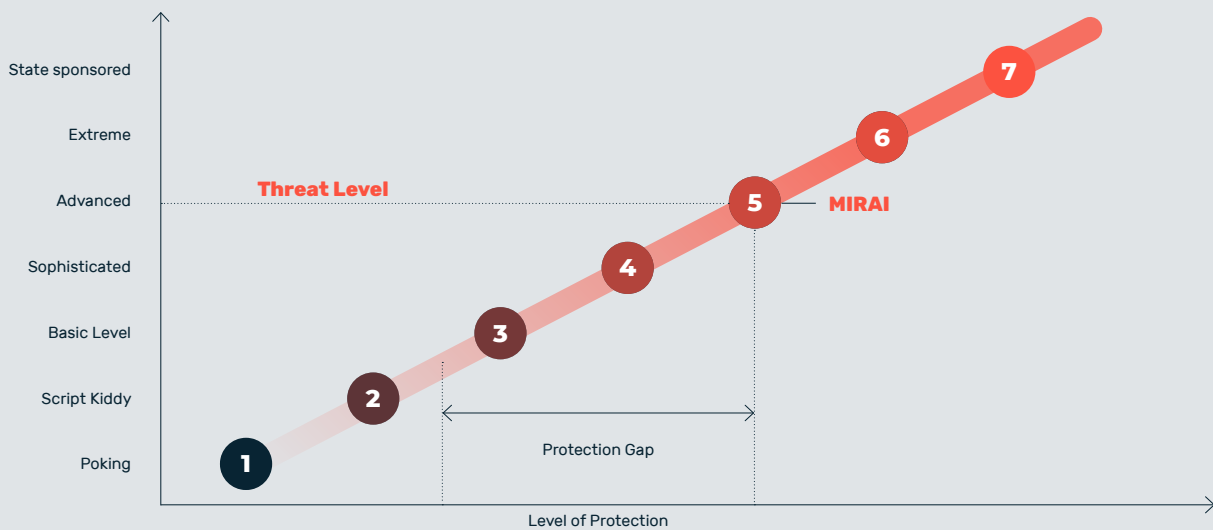 State sponsored
7
Extreme
6
Threat Level
Advanced
5
MIRAI
Sophisticated
4
Basic Level
3
Script Kiddy
2
Protection Gap
Poking
1
Level of Protection